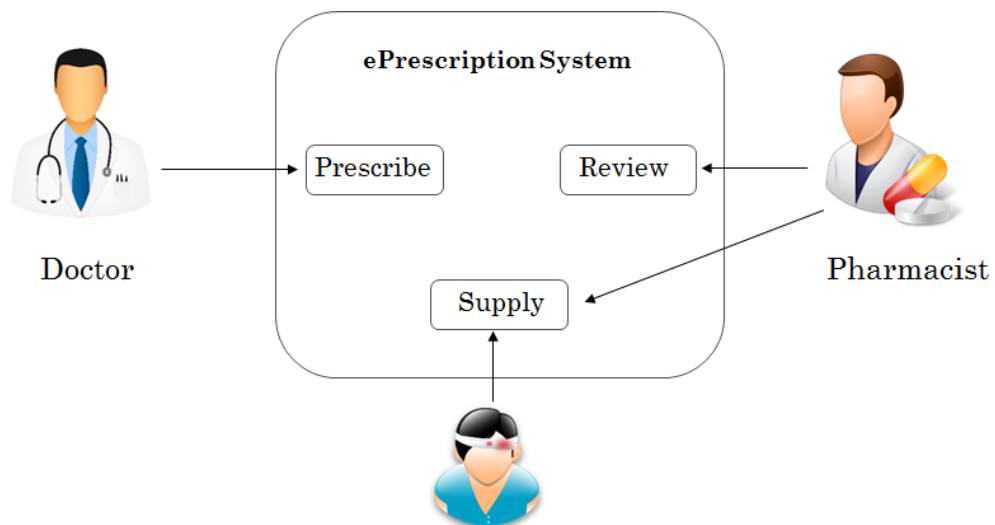 ePrescription System
Prescribe
Review
Doctor
Pharmacist
Supply